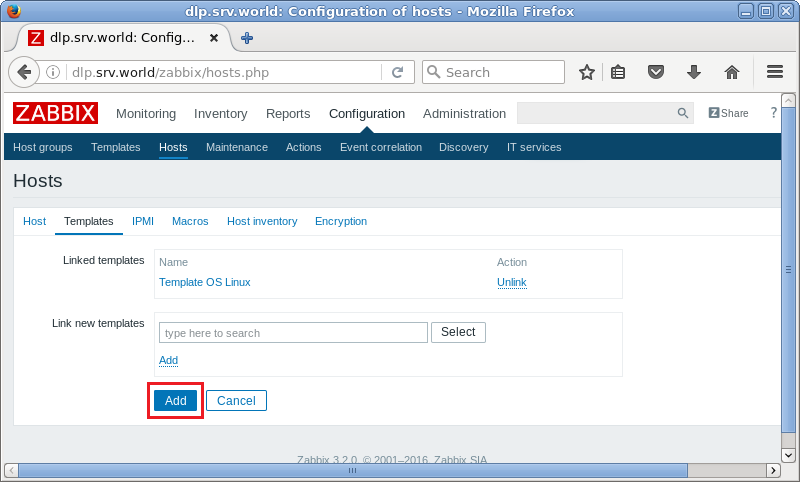 dlp.srv.world: Configuration of hosts - Mozilla Firefox
Z dlp.srv.world: Config...
dlp.srv.world/zabbix/hosts.php Search
ZABBIX Monitoring Inventory Reports Configuration Administration Z Share ?
Host groups Templates Hosts Maintenance Actions Event correlation Discovery IT services
Hosts
Host Templates IPMI Macros Host inventory Encryption
Linked templates Name Action
Template OS Linux Unlink
Link new templates type here to search Select
Add
Add Cancel
Zabbix 3.2.0. © 2001–2016, Zabbix SIA